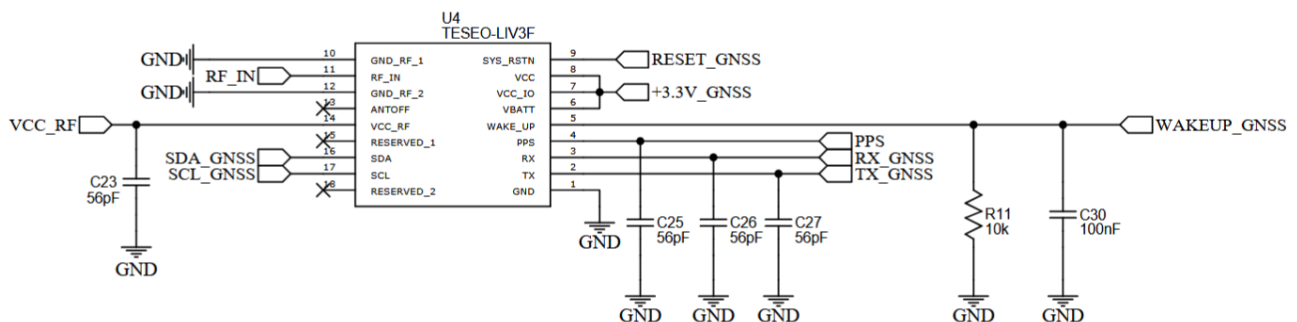 U4
TESEO-LIV3F
GND 10 GND_RF_1 SYS_RSTN 9 RESET_GNSS
RF_IN 11 RF_IN VCC 8
GND 12 GND_RF_2 VCC_IO 7 +3.3V_GNSS
13 ANTOFF VBATT 6
VCC_RF 14 VCC_RF WAKE_UP 5 WAKEUP_GNSS
15 RESERVED_1 PPS 4 PPS
SDA_GNSS 16 SDA RX 3 RX_GNSS
SCL_GNSS 17 SCL TX 2 TX_GNSS
18 RESERVED_2 GND 1
C23
56pF
GND
GND
C25
56pF
C26
56pF
C27
56pF
R11
10k
C30
100nF
GND GND GND GND GND